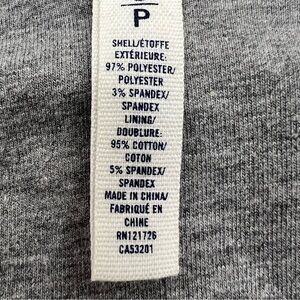 P
SHELL/ÉTOFFE
EXTÉRIEURE:
97% POLYESTER/
POLYESTER
3% SPANDEX/
SPANDEX
LINING/
DOUBLURE:
95% COTTON/
COTON
5% SPANDEX/
SPANDEX
MADE IN CHINA/
FABRIQUÉ EN
CHINE
RN121726
CA53201